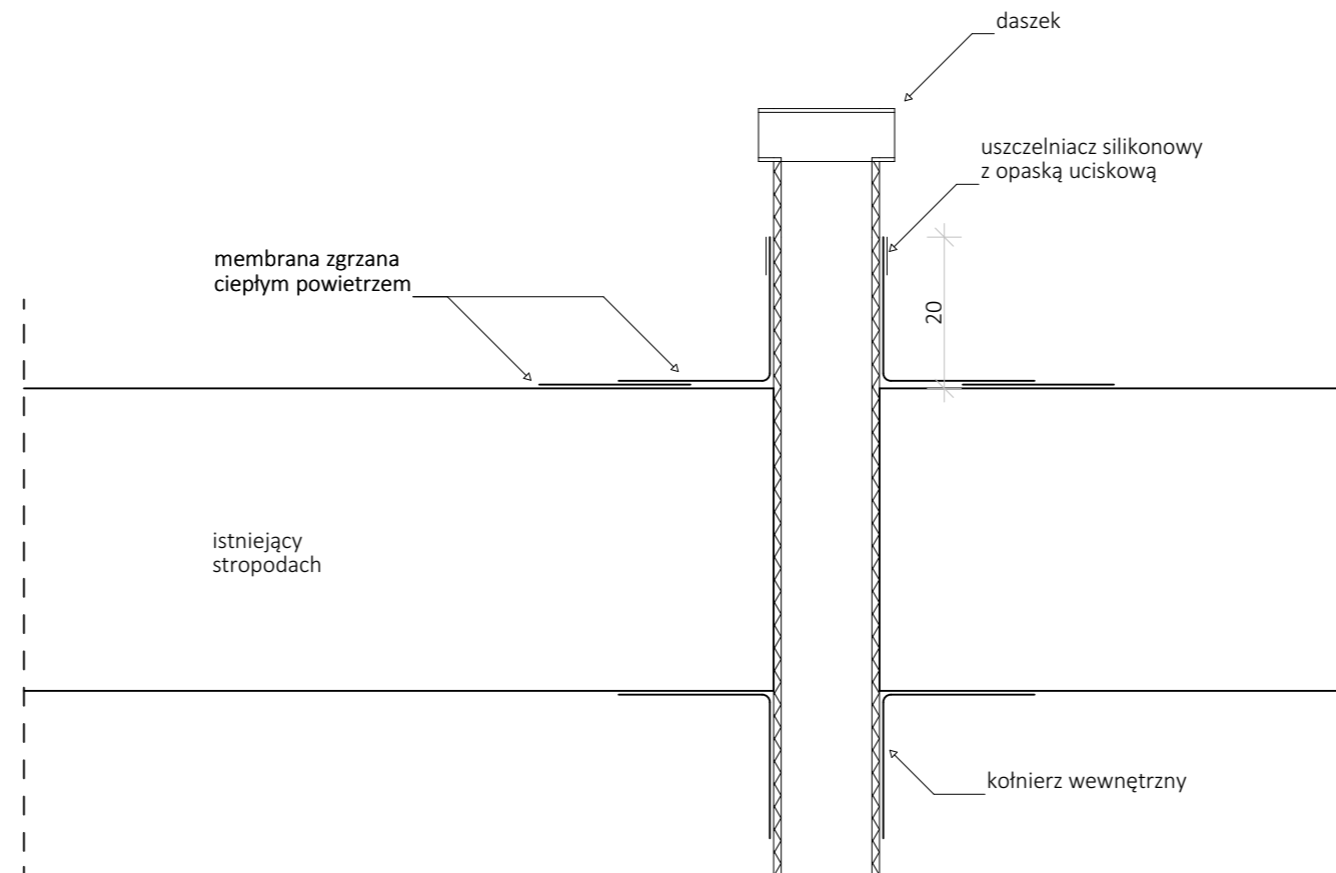 daszek
uszczelniacz silikonowy
z opaską uciskową
membrana zgrzana
ciepłym powietrzem
20
istniejący
stropodach
kołnierz wewnętrzny